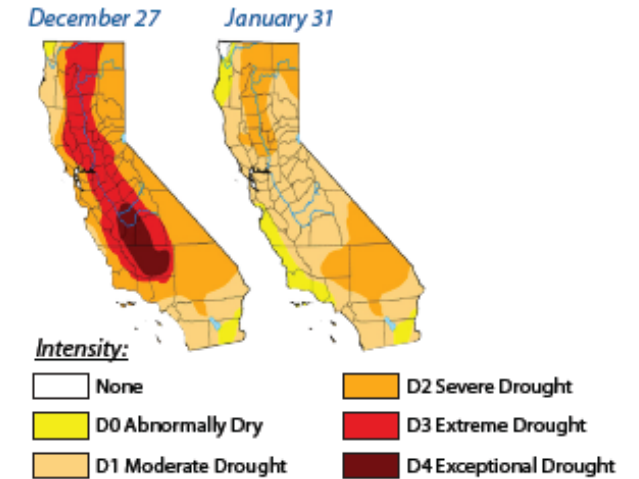 December 27 January 31
Intensity:
None D2 Severe Drought
D0 Abnormally Dry D3 Extreme Drought
D1 Moderate Drought D4 Exceptional Drought